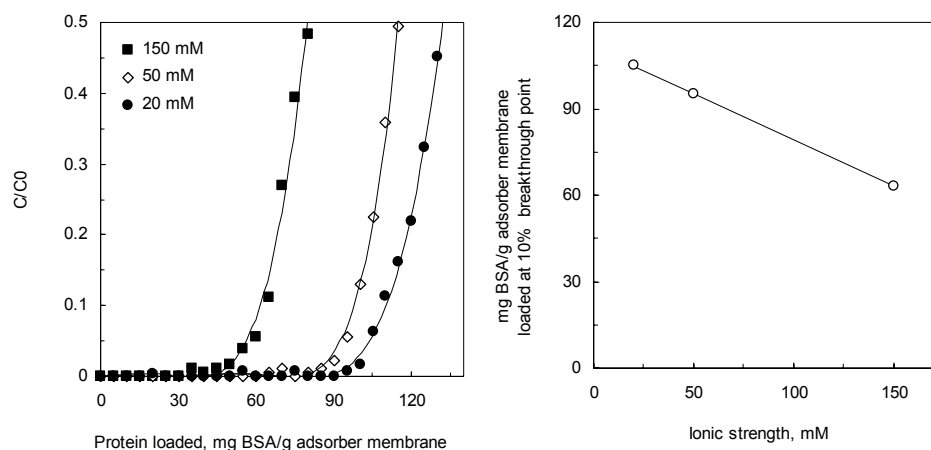 0.5
0.4
0.3
0.2
0.1
0
C/C0
150 mM
50 mM
20 mM
0 30 60 90 120
Protein loaded, mg BSA/g adsorber membrane
120
90
60
30
0
mg BSA/g adsorber membrane
loaded at 10% breakthrough point
0 50 100 150
Ionic strength, mM